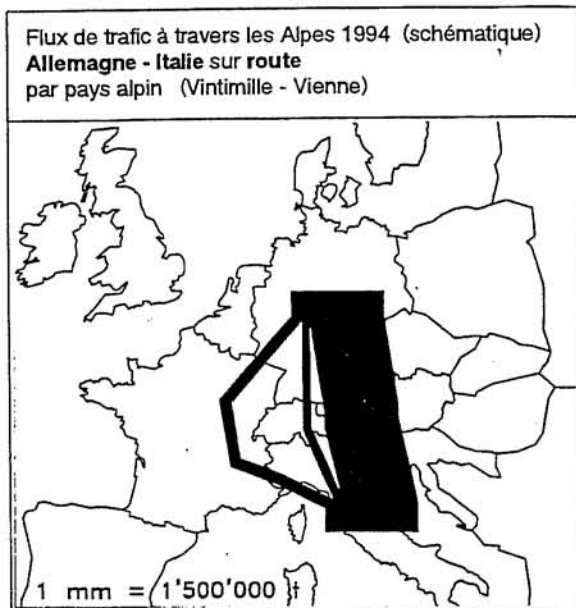 Flux de trafic à travers les Alpes 1994 (schématique)
Allemagne - Italie sur route
par pays alpin (Vintimille - Vienne)
1 mm = 1'500'000 t